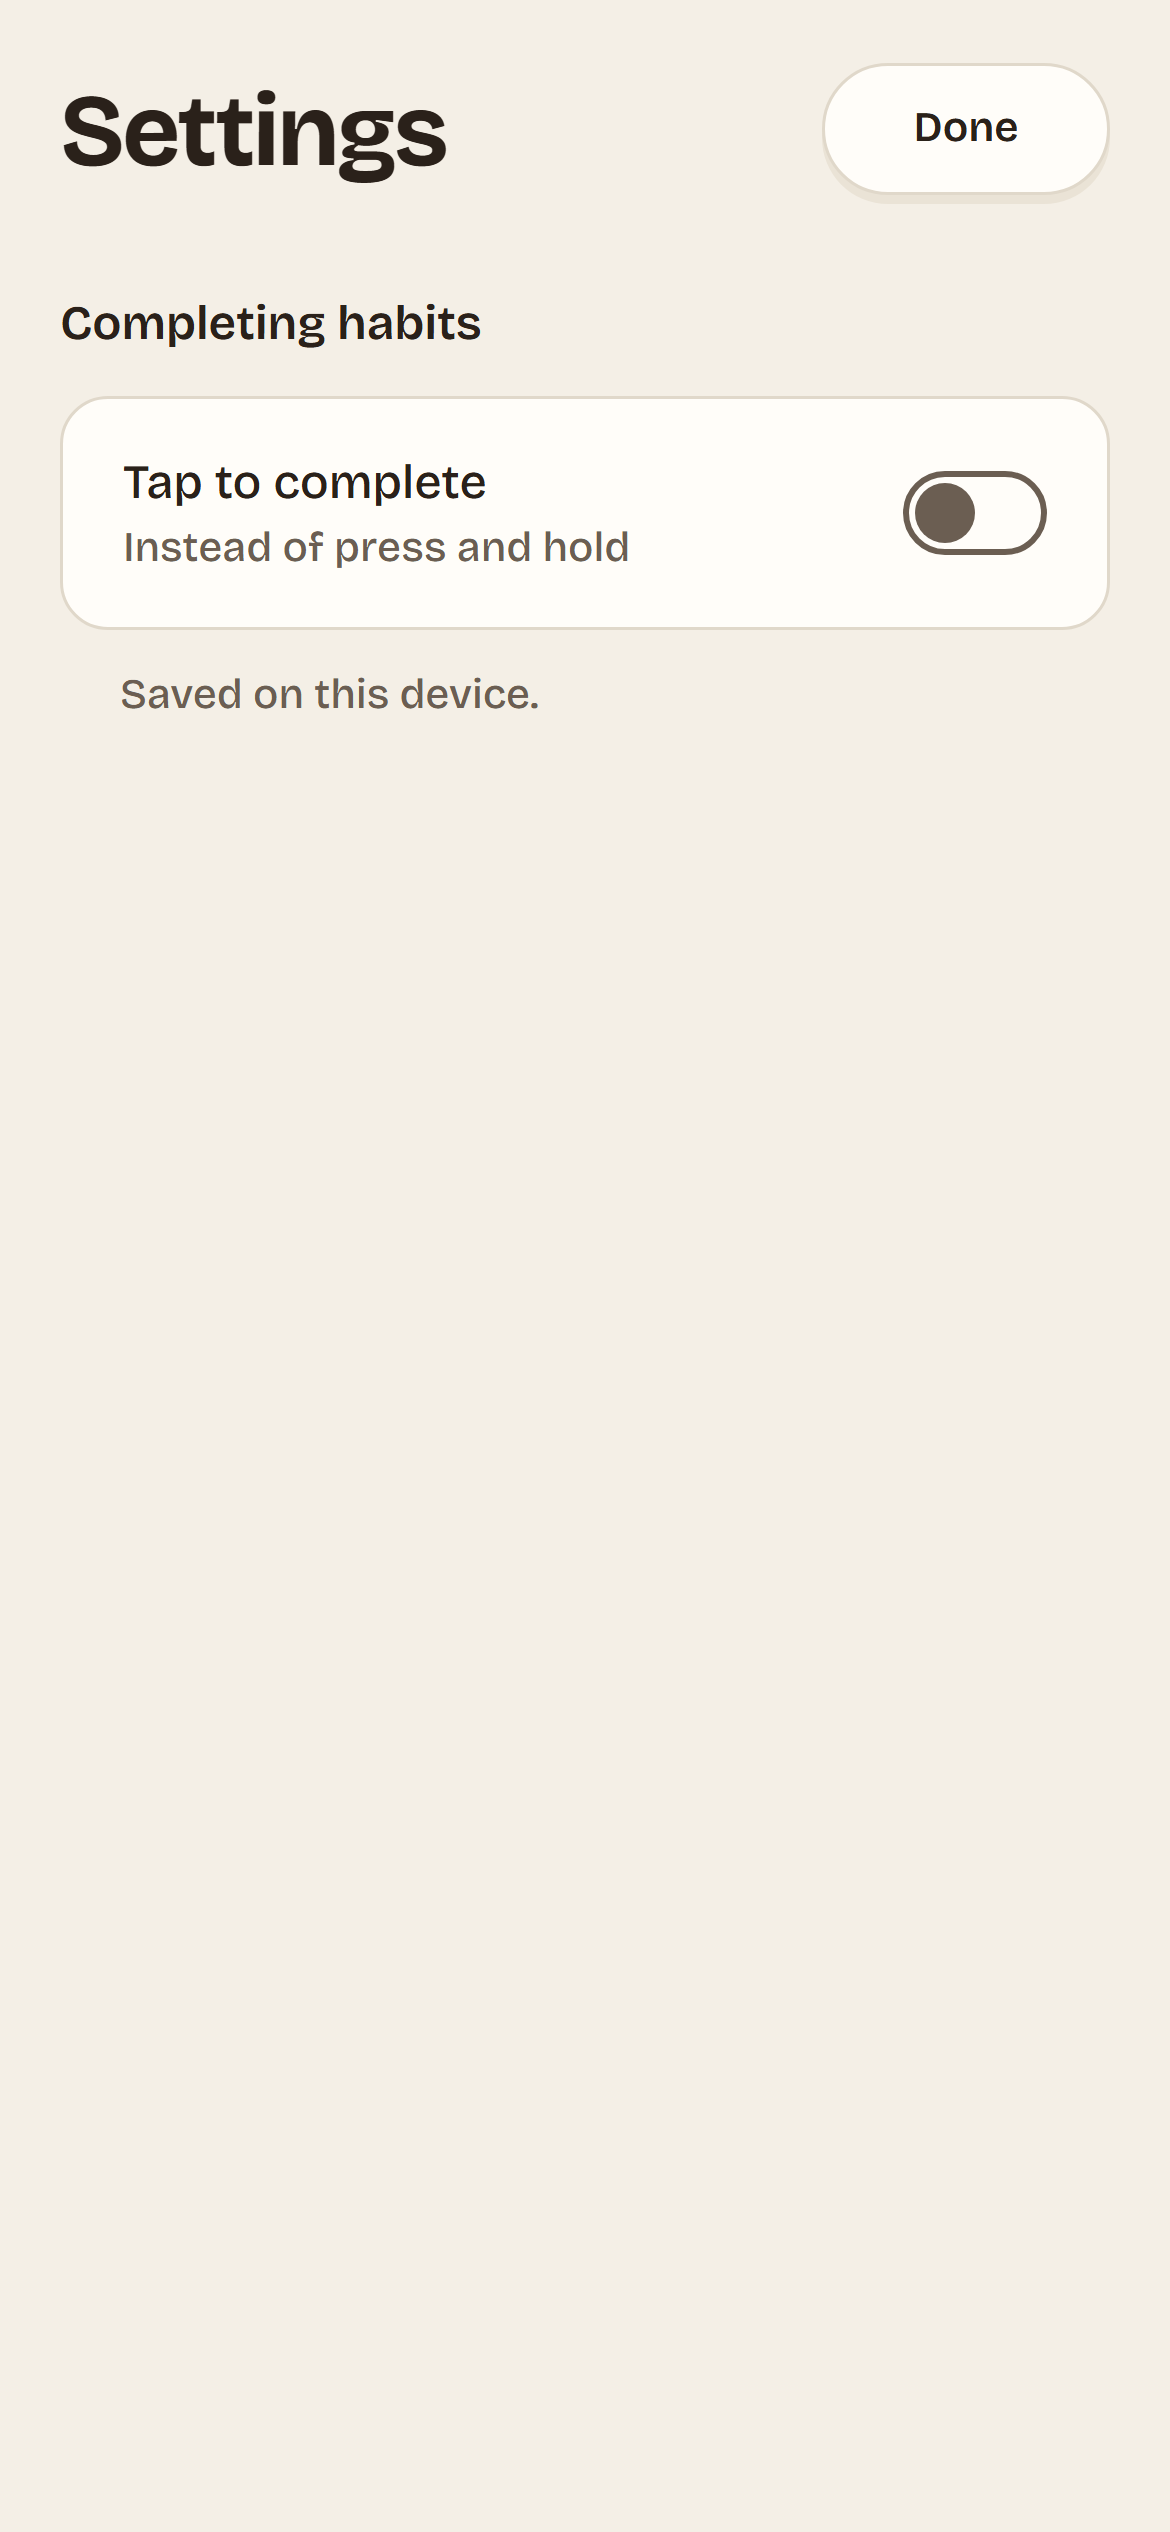 Settings
Done
Completing habits
Tap to complete
Instead of press and hold
Saved on this device.